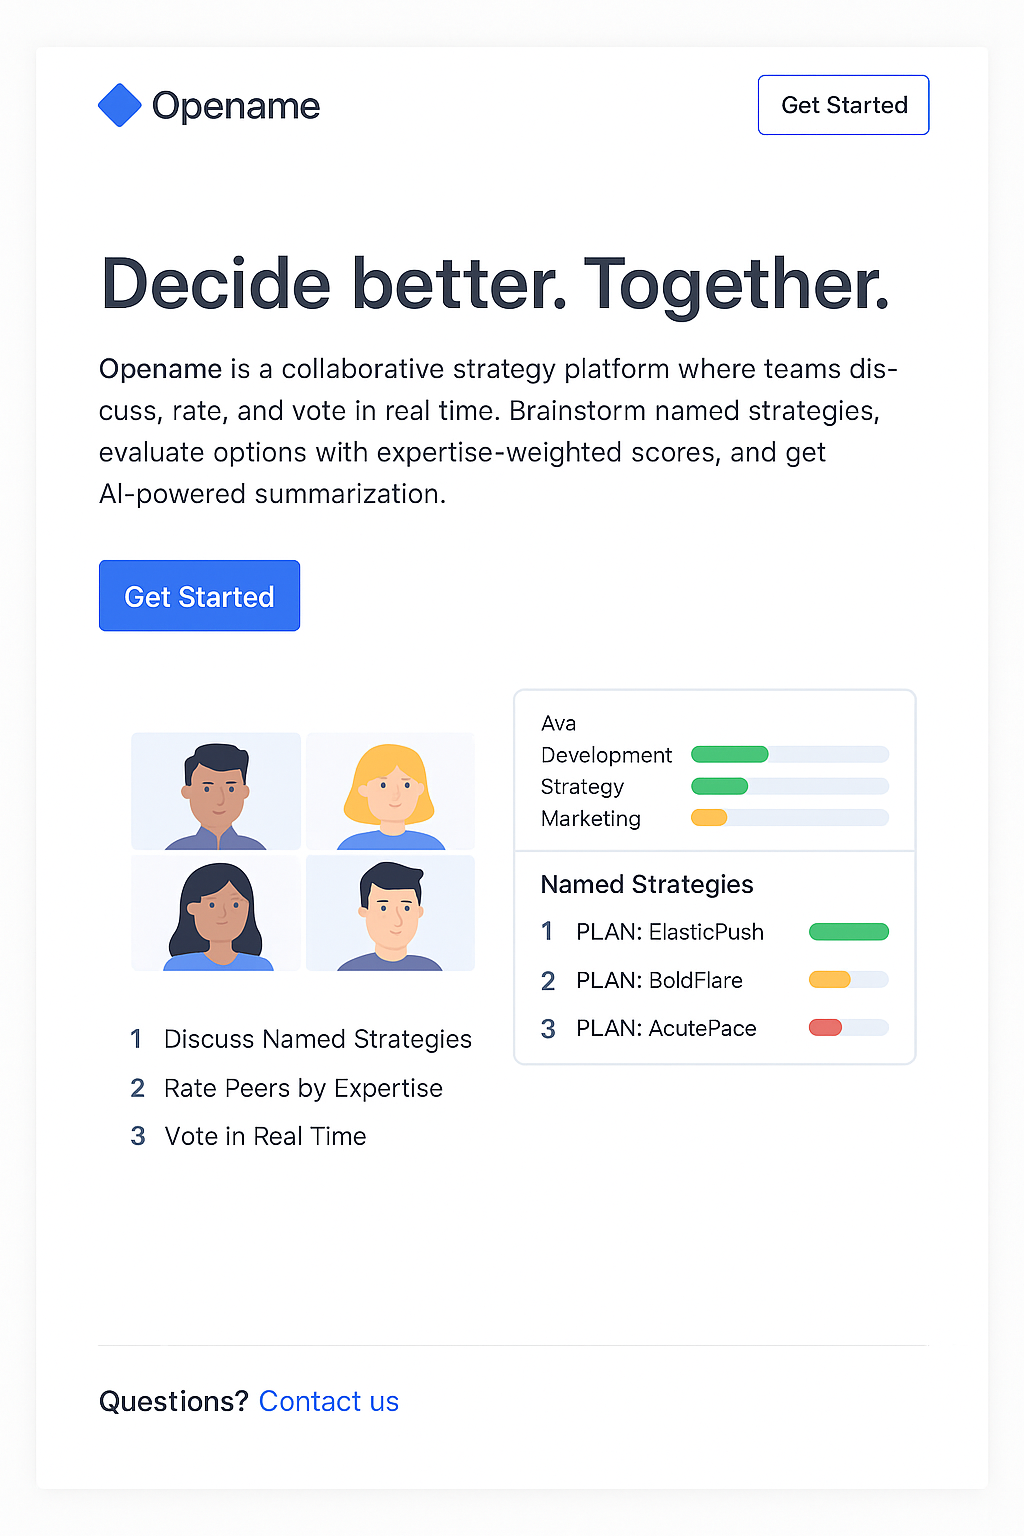 Opename
Get Started
Decide better. Together.
Opename is a collaborative strategy platform where teams dis-
cuss, rate, and vote in real time. Brainstorm named strategies,
evaluate options with expertise-weighted scores, and get
AI-powered summarization.
Get Started
1 Discuss Named Strategies
2 Rate Peers by Expertise
3 Vote in Real Time
Ava
Development
Strategy
Marketing
Named Strategies
1 PLAN: ElasticPush
2 PLAN: BoldFlare
3 PLAN: AcutePace
Questions? Contact us